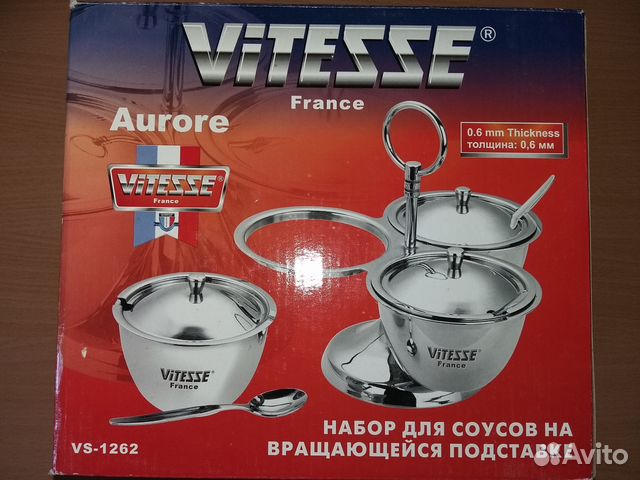 ViTESSE®
France
Aurore
0.6 mm Thickness
толщина: 0,6 мм
ViTESSE®
France
ViTESSE®
France
ViTESSE®
France
НАБОР ДЛЯ СОУСОВ НА
ВРАЩАЮЩЕЙСЯ ПОДСТАВКЕ
VS-1262
Avito